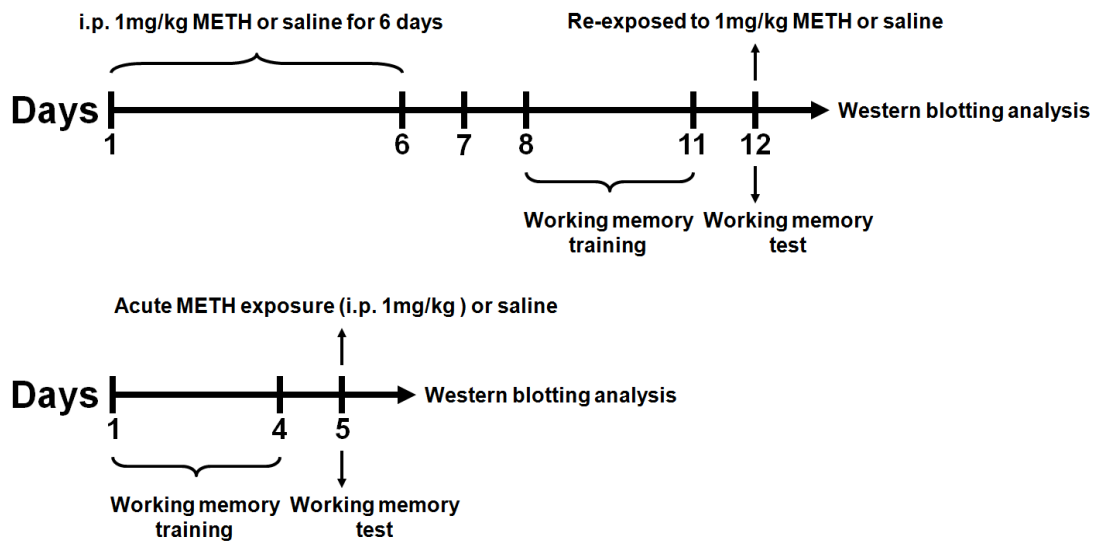 i.p. 1mg/kg METH or saline for 6 days
Re-exposed to 1mg/kg METH or saline
Days
Western blotting analysis
1 6 7 8 11 12
Working memory training
Working memory test
Acute METH exposure (i.p. 1mg/kg ) or saline
Days
Western blotting analysis
1 4 5
Working memory training
Working memory test